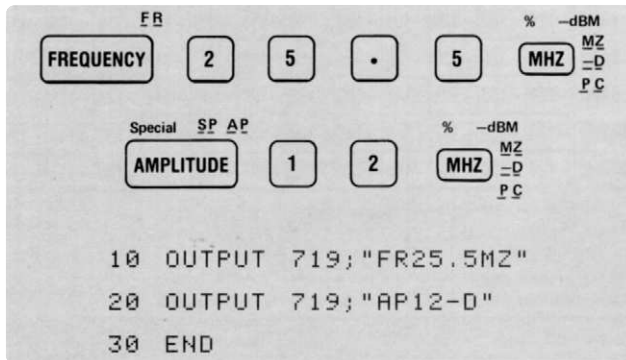 FR
% –dBM
FREQUENCY 2 5 . 5 MHZ MZ
–D
PC
Special SP AP
% –dBM
AMPLITUDE 1 2 MHZ MZ
–D
PC
10 OUTPUT 719;"FR25.5MZ"
20 OUTPUT 719;"AP12-D"
30 END